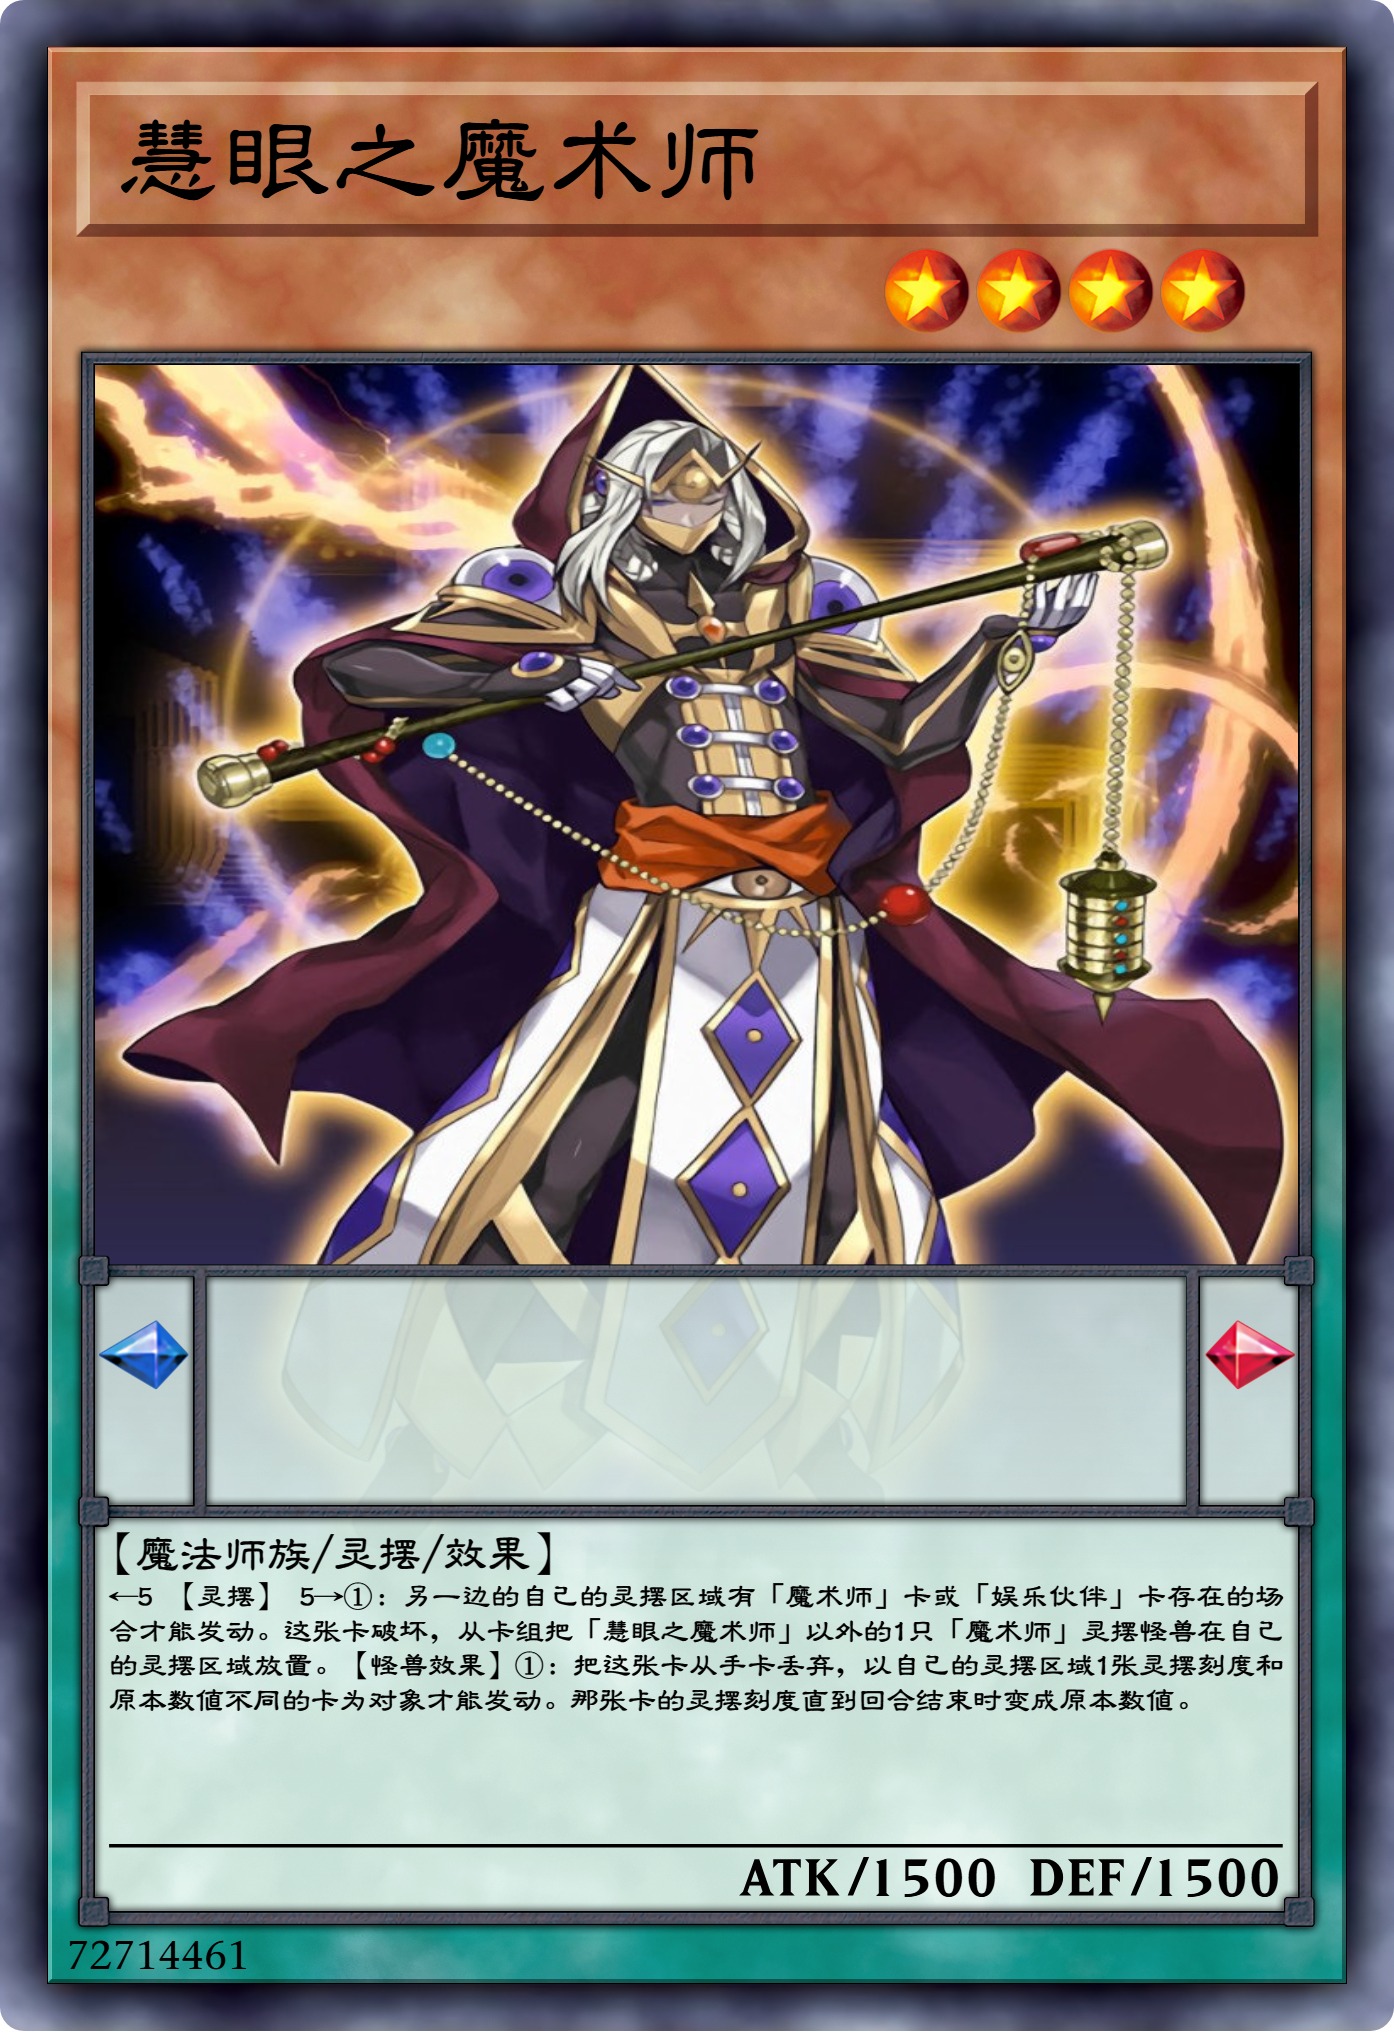 慧眼之魔术师
【魔法师族/灵摆/效果】
←5 【灵摆】 5→①：另一边的自己的灵摆区域有「魔术师」卡或「娱乐伙伴」卡存在的场
合才能发动。这张卡破坏，从卡组把「慧眼之魔术师」以外的1只「魔术师」灵摆怪兽在自己
的灵摆区域放置。【怪兽效果】①：把这张卡从手卡丢弃，以自己的灵摆区域1张灵摆刻度和
原本数值不同的卡为对象才能发动。那张卡的灵摆刻度直到回合结束时变成原本数值。
ATK/1500 DEF/1500
72714461